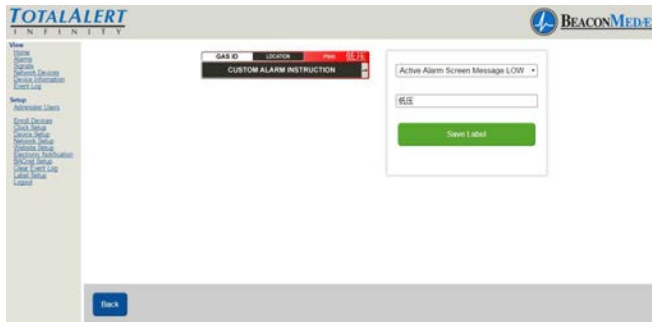 TOTALALERT
INFINITY
BEACONMEDÆ
View
Home
Alarms
Signals
Network Devices
Device Information
Event Log
Setup
Administer Users
Enroll Devices
Clock Setup
Device Setup
Network Setup
Website Setup
Electronic Notification
BACnet Setup
Clear Event Log
Label Setup
Logout
GAS ID LOCATION PSIG 低压
CUSTOM ALARM INSTRUCTION
Active Alarm Screen Message LOW
低压
Save Label
Back